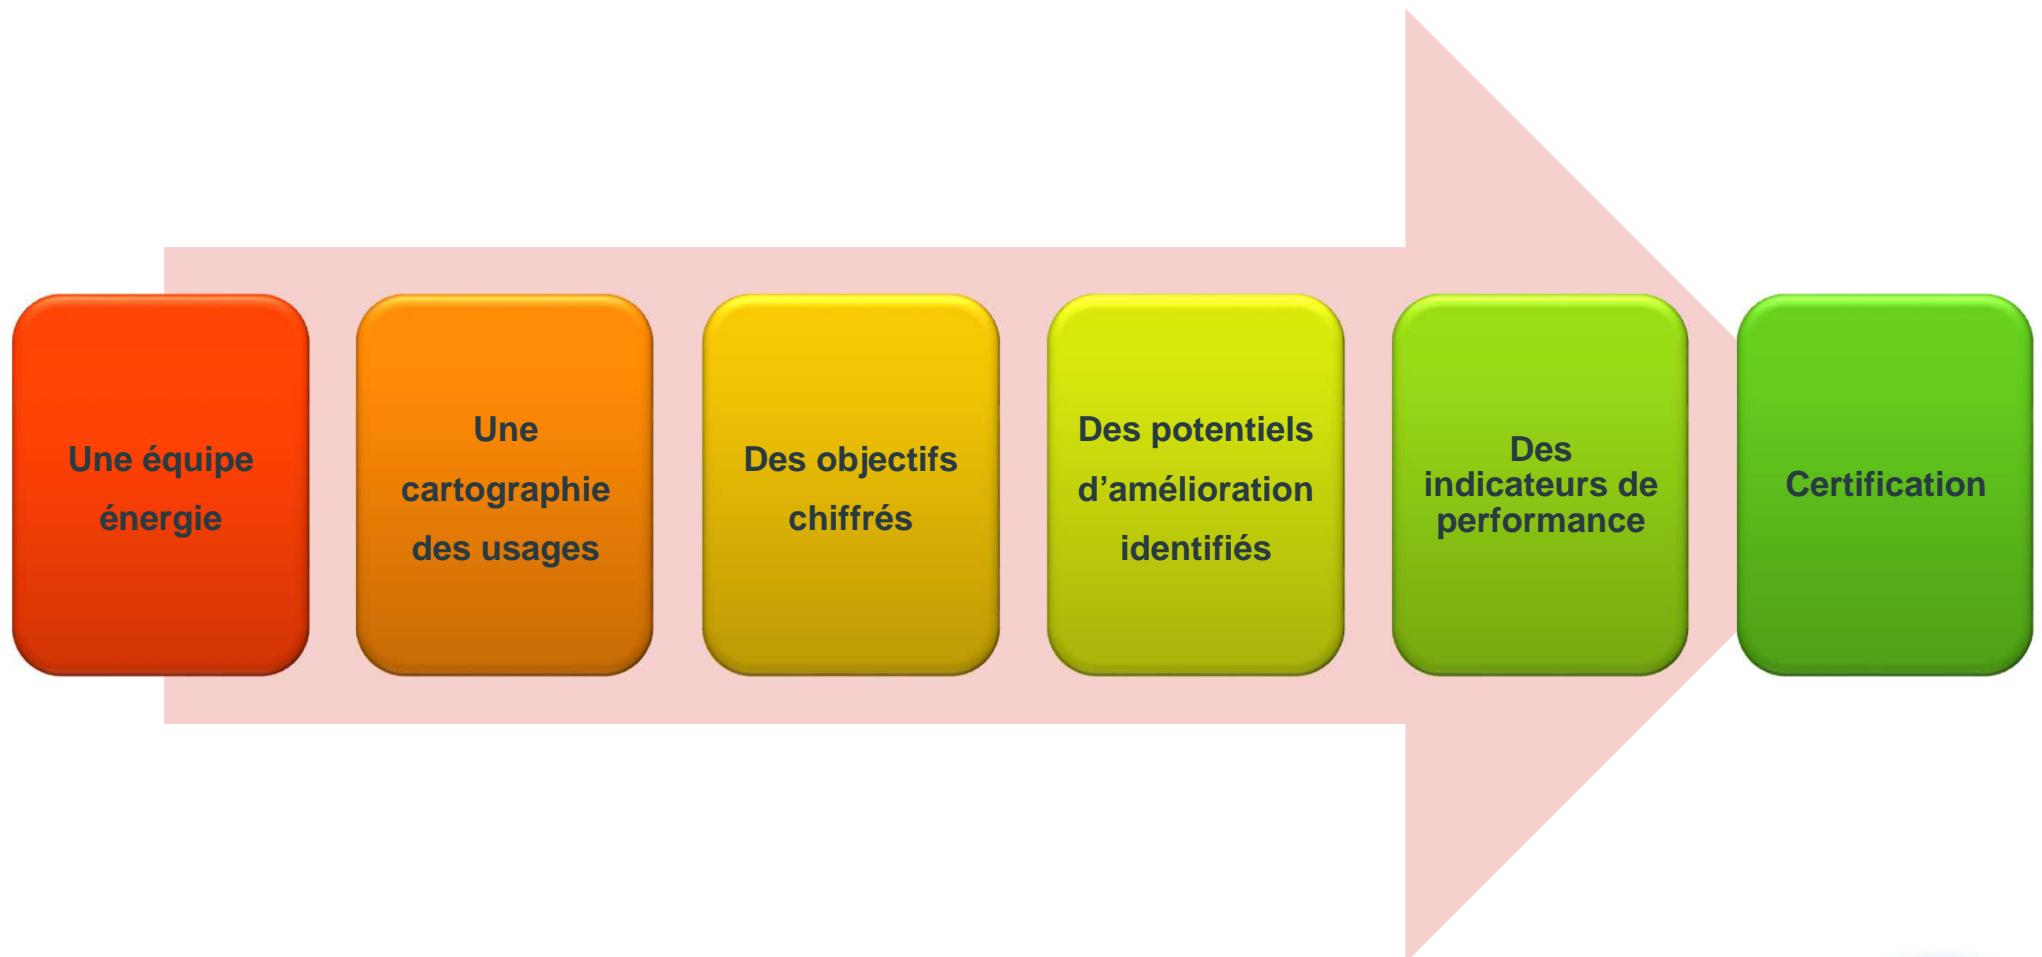 Une équipe
énergie
Une
cartographie
des usages
Des objectifs
chiffrés
Des potentiels
d’amélioration
identifiés
Des
indicateurs de
performance
Certification